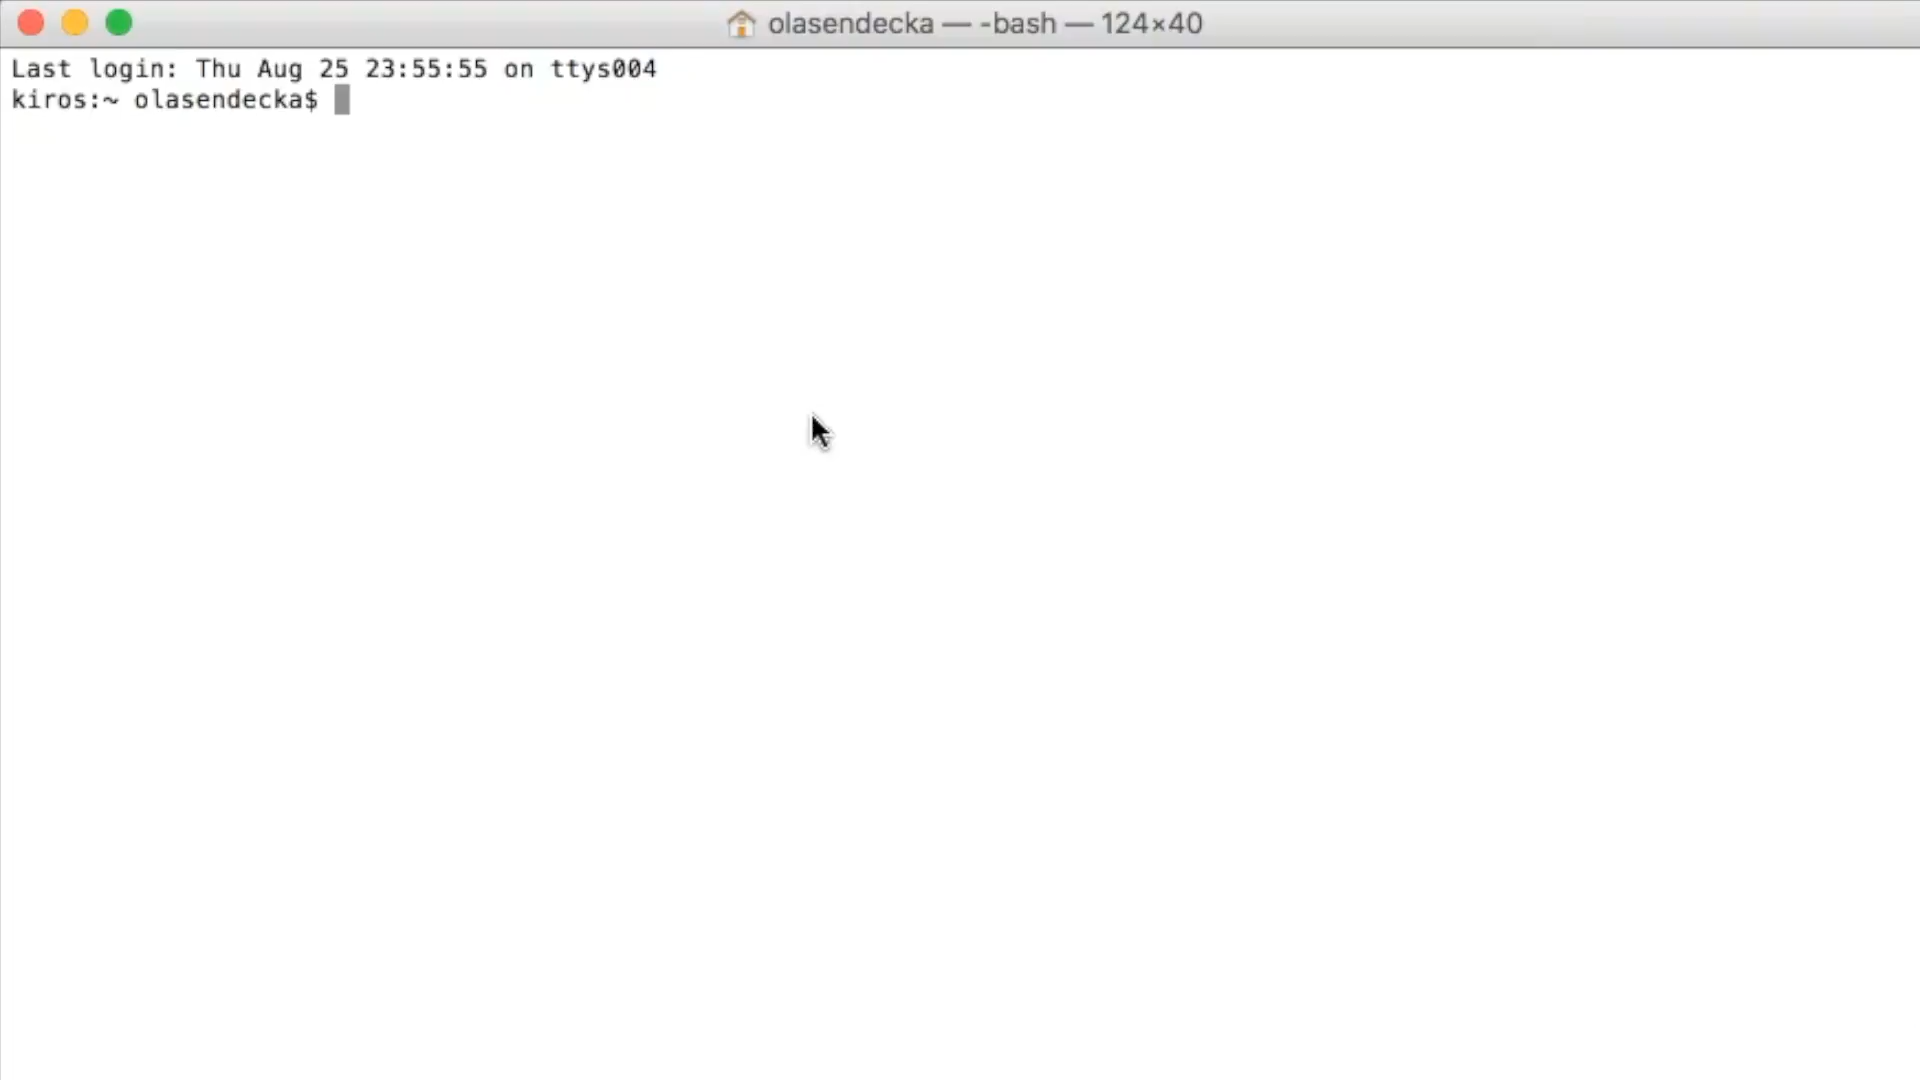 olasendecka — -bash — 124×40
Last login: Thu Aug 25 23:55:55 on ttys004
kiros:~ olasendecka$